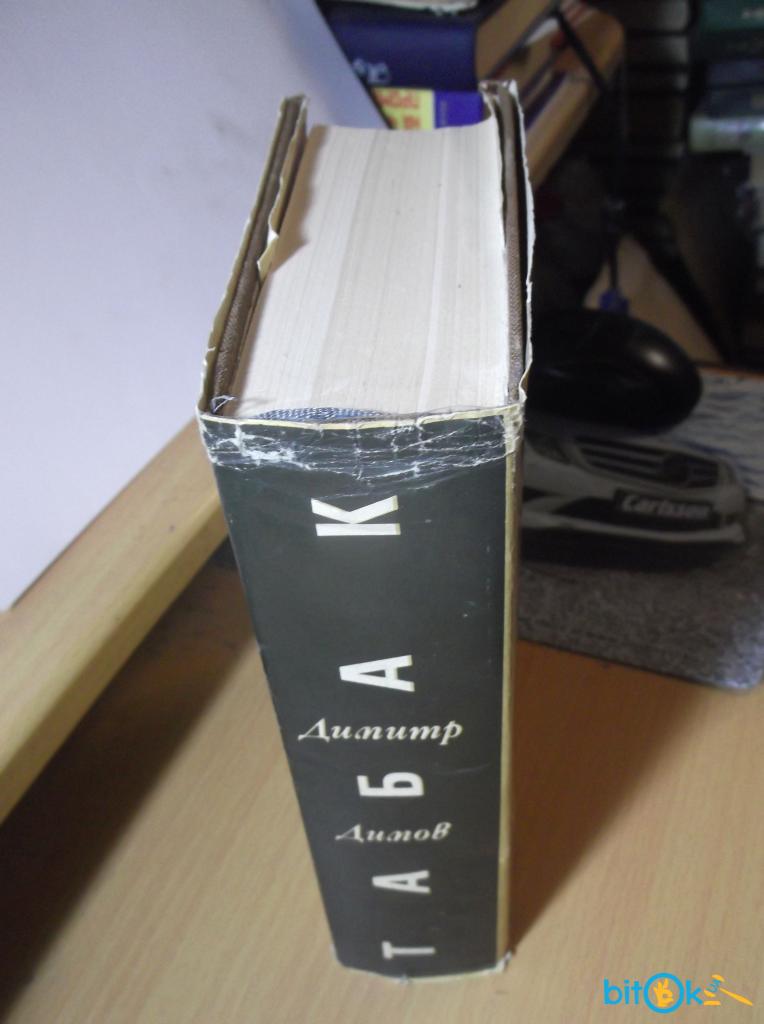 ТАБАК
Димитр
Димов
Carlsson
bitOk